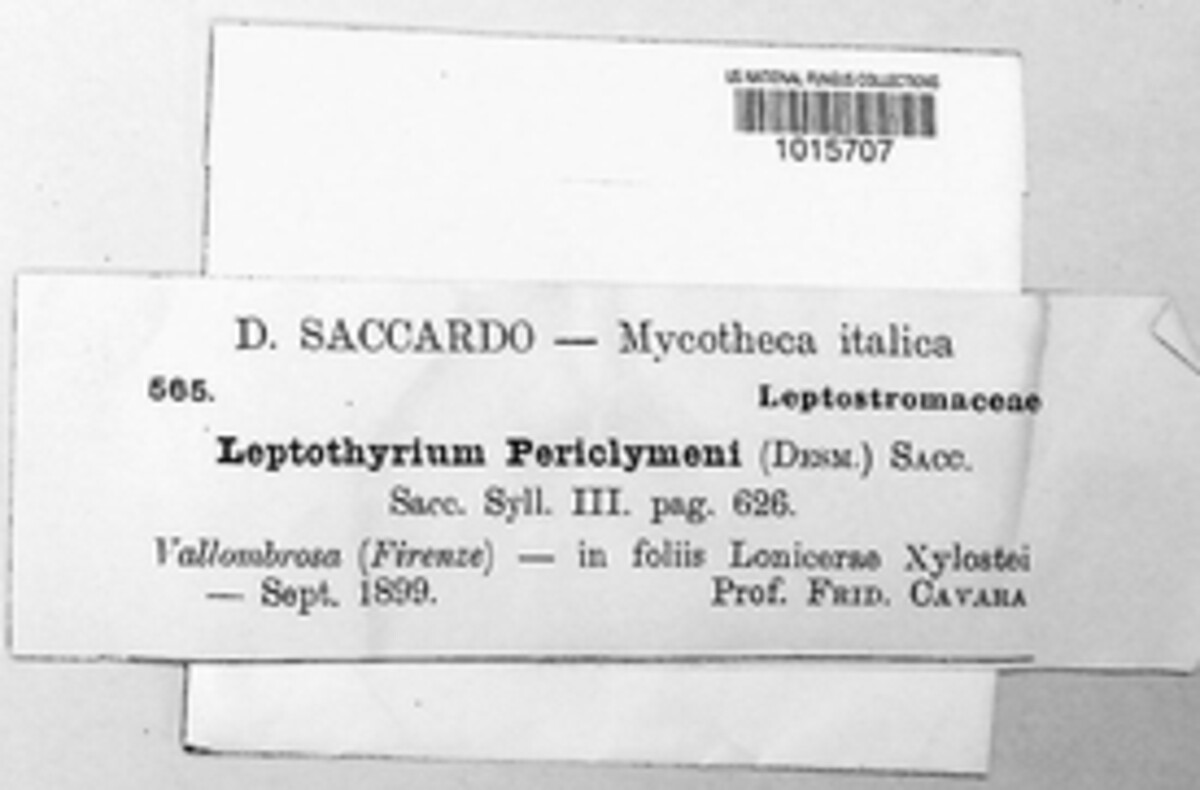 US NATIONAL FUNGUS COLLECTIONS
1015707
D. SACCARDO — Mycotheca italica
565. Leptostromaceae
Leptothyrium Periclymeni (DESM.) SACC.
Sacc. Syll. III. pag. 626.
Vallombrosa (Firenze) — in foliis Lonicerae Xylostei
— Sept. 1899. Prof. FRID. CAVARA